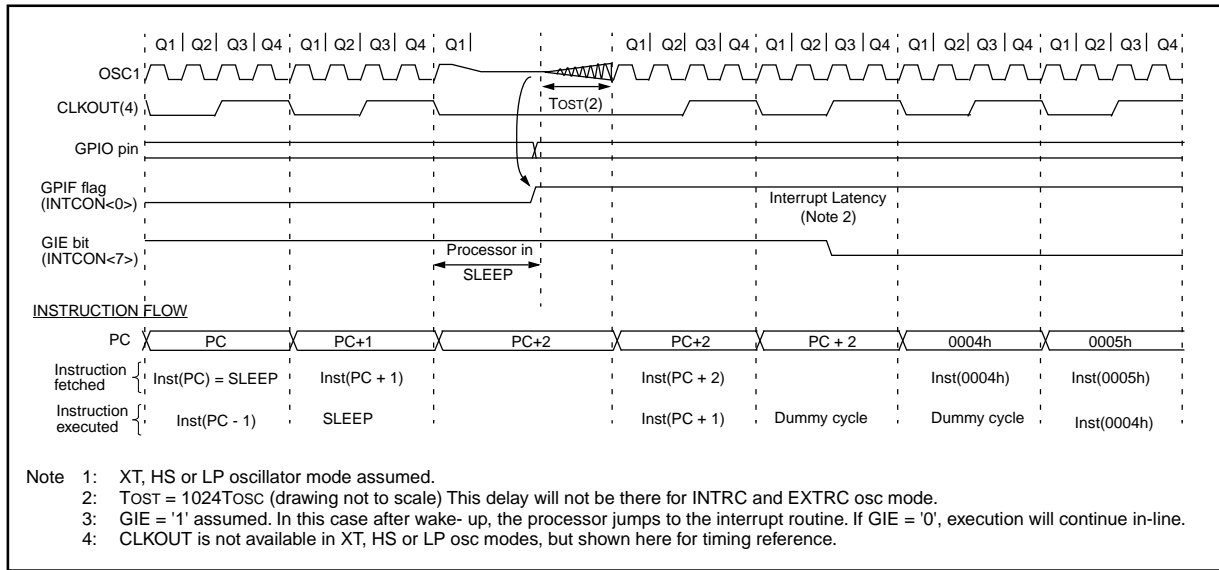 Q1 Q2 Q3 Q4 Q1 Q2 Q3 Q4 Q1 Q1 Q2 Q3 Q4 Q1 Q2 Q3 Q4 Q1 Q2 Q3 Q4 Q1 Q2 Q3 Q4
OSC1
TOST(2)
CLKOUT(4)
GPIO pin
GPIF flag
(INTCON<0>)
Interrupt Latency
(Note 2)
GIE bit
(INTCON<7>)
Processor in
SLEEP
INSTRUCTION FLOW
PC PC PC+1 PC+2 PC+2 PC + 2 0004h 0005h
Instruction
fetched
Inst(PC) = SLEEP Inst(PC + 1) Inst(PC + 2) Inst(0004h) Inst(0005h)
Instruction
executed
Inst(PC - 1) SLEEP Inst(PC + 1) Dummy cycle Dummy cycle Inst(0004h)
Note 1: XT, HS or LP oscillator mode assumed.
2: TOST = 1024TOSC (drawing not to scale) This delay will not be there for INTRC and EXTRC osc mode.
3: GIE = '1' assumed. In this case after wake- up, the processor jumps to the interrupt routine. If GIE = '0', execution will continue in-line.
4: CLKOUT is not available in XT, HS or LP osc modes, but shown here for timing reference.